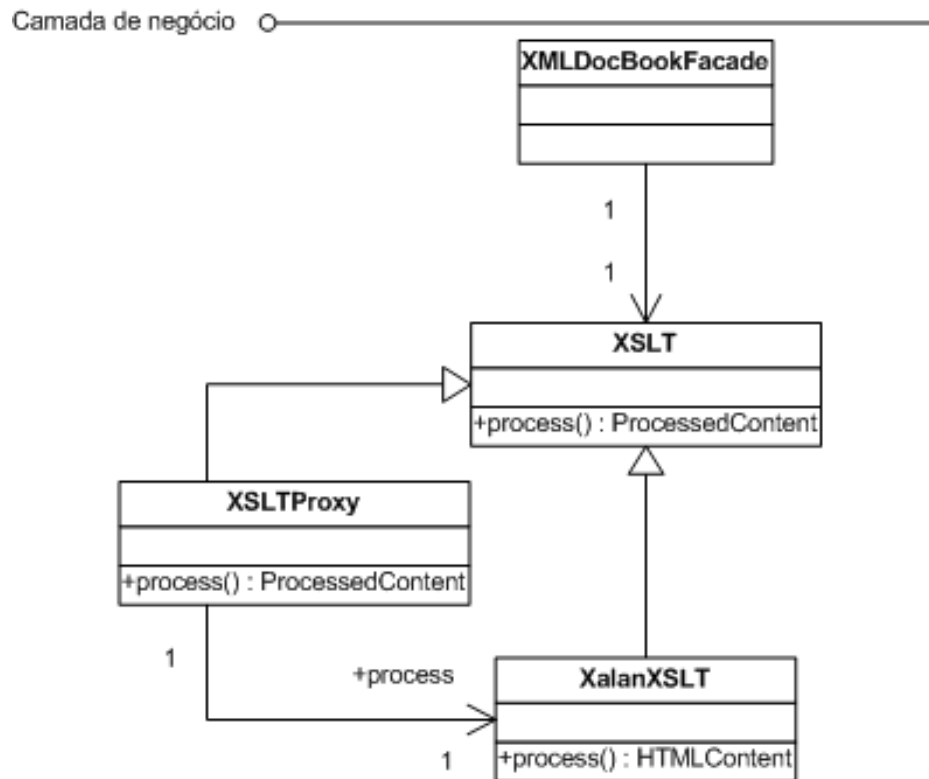 Camada de negócio
XMLDocBookFacade
1
1
XSLT
+process() : ProcessedContent
XSLTProxy
+process() : ProcessedContent
1
+process
1
XalanXSLT
+process() : HTMLContent